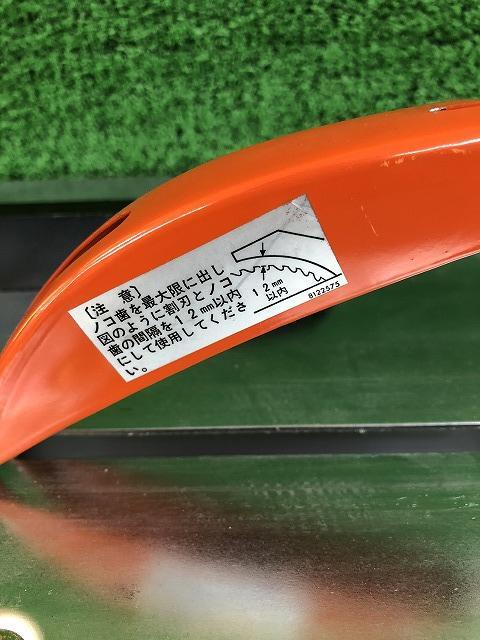 〔注　意〕
ノコ歯を最大限に出し
図のように割刃とノコ
歯の間隔を12mm以内
にして使用してくださ
い。
12mm
以内
8122575